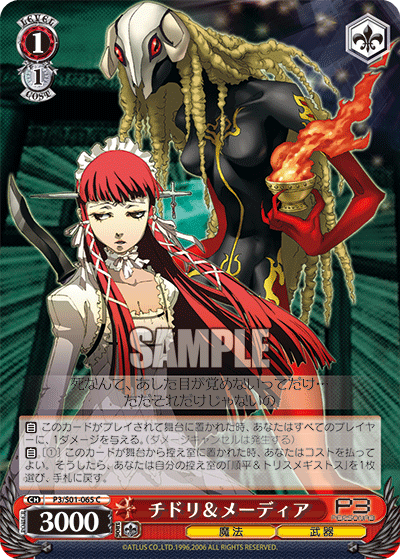 LEVEL
1
1
COST
SAMPLE
死なんて、あした目が覚めないってだけ…
ただそれだけじゃないの
【自】このカードがプレイされて舞台に置かれた時、あなたはすべてのプレイヤー
に、1ダメージを与える。(ダメージキャンセルは発生する)
【自】[①] このカードが舞台から控え室に置かれた時、あなたはコストを払ってよ
い。そうしたら、あなたは自分の控え室の「順平&トリスメギストス」を1枚
選び、手札に戻す。
CH
P3/S01-065 C
3000
チドリ&メーディア
P3
魔法
武器
©ATLUS CO.,LTD.1996,2006 ALL RIGHTS RESERVED.